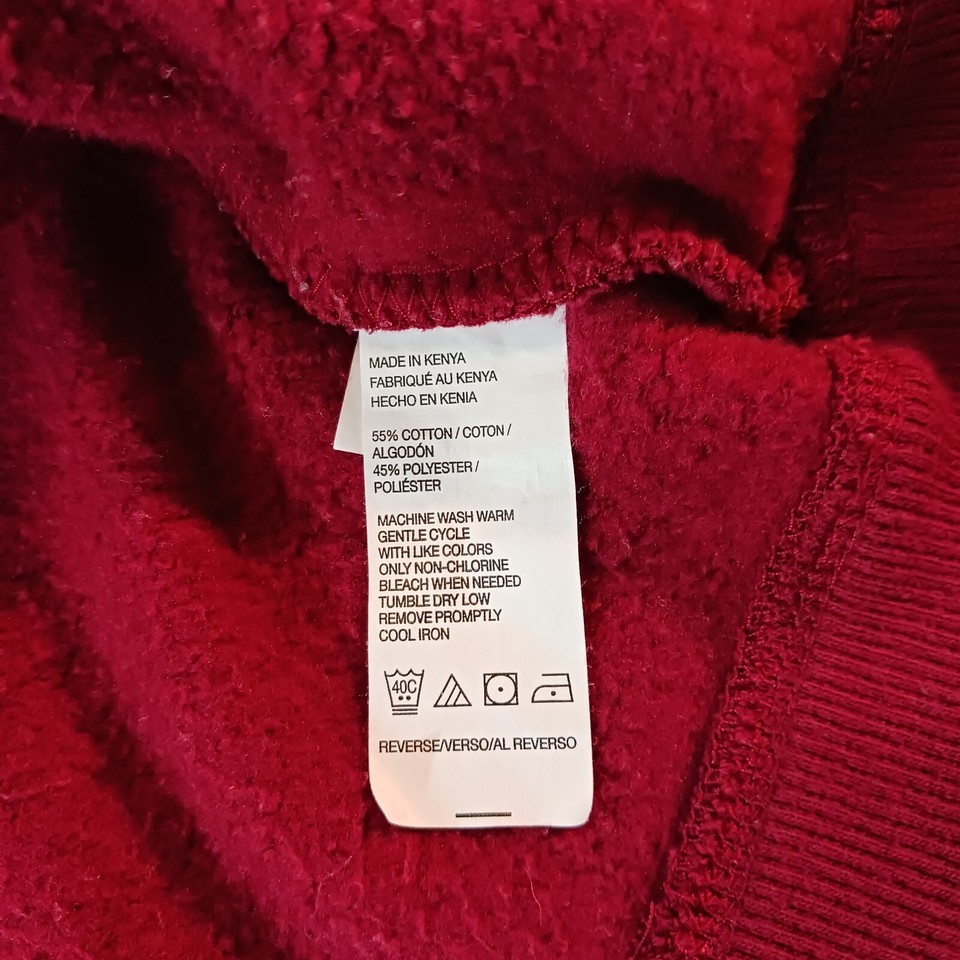 MADE IN KENYA
FABRIQUÉ AU KENYA
HECHO EN KENIA
55% COTTON / COTON /
ALGODÓN
45% POLYESTER /
POLIÉSTER
MACHINE WASH WARM
GENTLE CYCLE
WITH LIKE COLORS
ONLY NON-CHLORINE
BLEACH WHEN NEEDED
TUMBLE DRY LOW
REMOVE PROMPTLY
COOL IRON
40C
REVERSE/VERSO/AL REVERSO